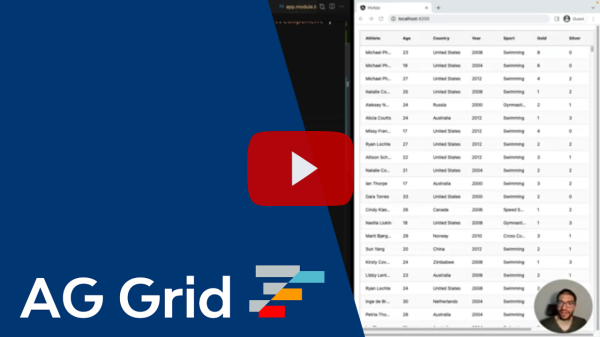 app.module.t
MyApp
localhost:4200
Guest
Athlete Age Country Year Sport Gold Silver
Michael Ph... 23 United States 2008 Swimming 8 0
Michael Ph... 19 United States 2004 Swimming 6 0
Michael Ph... 27 United States 2012 Swimming 4 2
Natalie Co... 25 United States 2008 Swimming 1 2
Aleksey N... 24 Russia 2000 Gymnasti... 2 1
Alicia Coutts 24 Australia 2012 Swimming 1 3
Missy Fran... 17 United States 2012 Swimming 4 0
Ryan Lochte 27 United States 2012 Swimming 2 2
Allison Sch... 22 United States 2012 Swimming 3 1
Natalie Co... 21 United States 2004 Swimming 2 2
Ian Thorpe 17 Australia 2000 Swimming 3 2
Dara Torres 33 United States 2000 Swimming 2 0
Cindy Klas... 26 Canada 2006 Speed S... 1 2
Nastia Liukin 18 United States 2008 Gymnasti... 1 3
Marit Bjørg... 29 Norway 2010 Cross Co... 3 1
Sun Yang 20 China 2012 Swimming 2 1
Kirsty Cov... 24 Zimbabwe 2008 Swimming 1 3
Libby Lent... 23 Australia 2008 Swimming 2 1
Ryan Lochte 24 United States 2008 Swimming 2 0
Inge de Br... 30 Netherlands 2004 Swimming 1
Petria Tho... 28 Australia 2004 Swimming
AG Grid